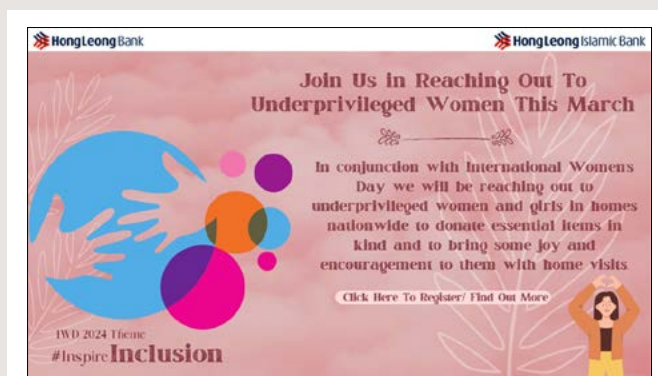 HongLeong Bank
HongLeong Islamic Bank
Join Us in Reaching Out To
Underprivileged Women This March
In conjunction with International Womens
Day we will be reaching out to
underprivileged women and girls in homes
nationwide to donate essential items in
kind and to bring some joy and
encouragement to them with home visits
Click Here To Register/ Find Out More
IWD 2024 Theme
#Inspire Inclusion